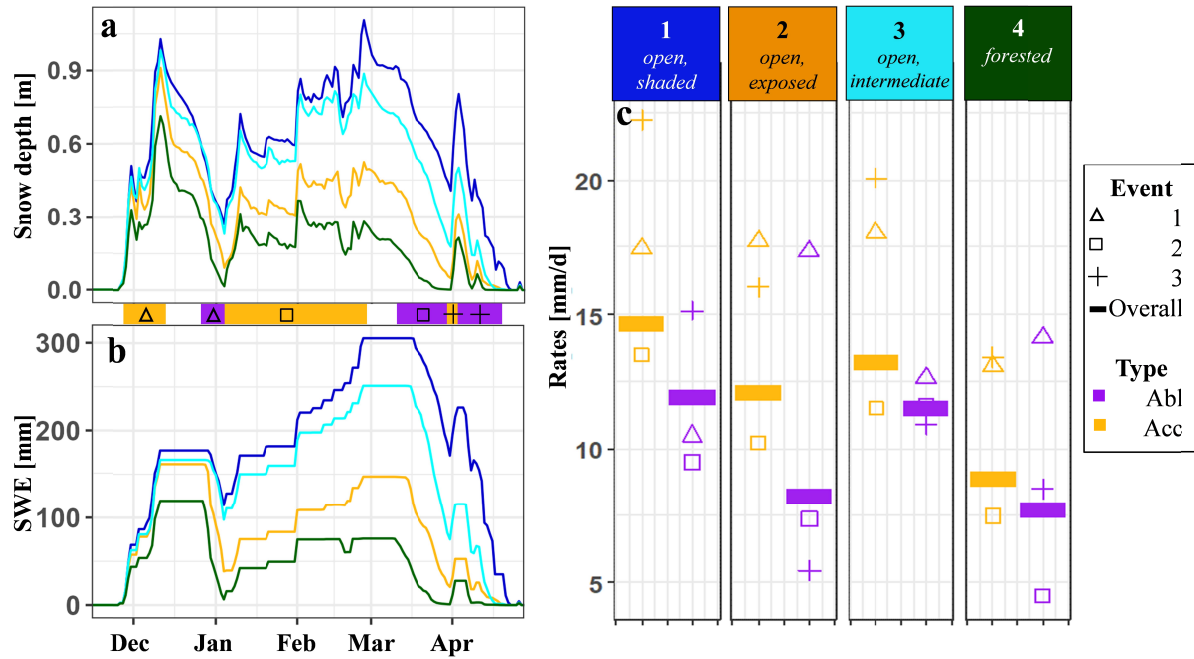 a
Snow depth [m]
0.9
0.6
0.3
0.0
b
SWE [mm]
300
200
100
0
Dec Jan Feb Mar Apr
1
open,
shaded
2
open,
exposed
3
open,
intermediate
4
forested
c
Rates [mm/d]
20
15
10
5
Event
1
2
3
Overall
Type
Abl
Acc